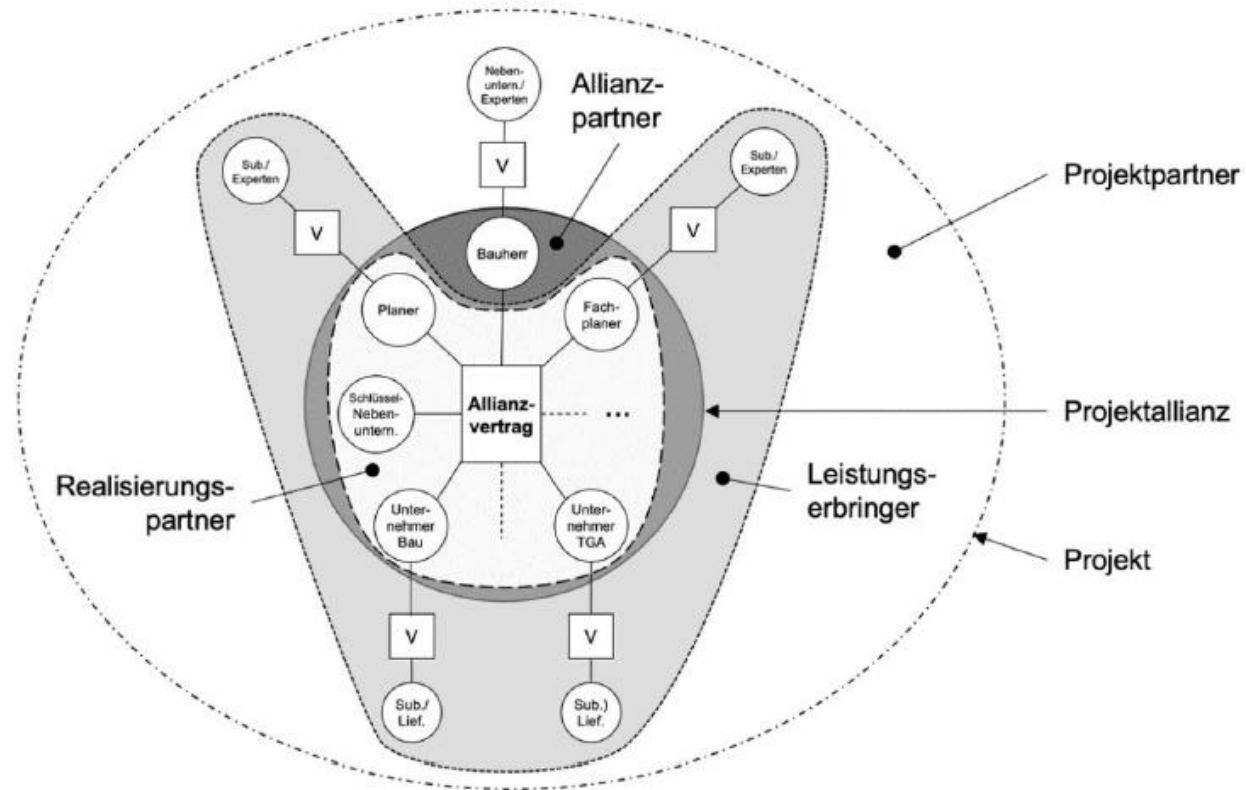 Neben-
untern./
Experten
Allianz-
partner
V
Sub./
Experten
Sub./
Experten
Projektpartner
V
V
Bauherr
Planer
Fach-
planer
Schlüssel-
Neben-
untern.
Allianz-
vertrag
...
Projektallianz
Realisierungs-
partner
Leistungs-
erbringer
Unter-
nehmer
Bau
Unter-
nehmer
TGA
Projekt
V
V
Sub./
Lief.
Sub.)
Lief.